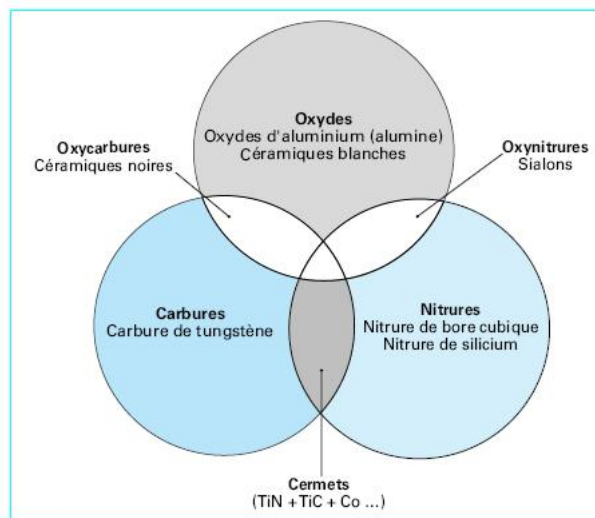 Oxydes
Oxydes d'aluminium (alumine)
Céramiques blanches
Oxycarbures
Céramiques noires
Oxynitrures
Sialons
Carbures
Carbure de tungstène
Nitrures
Nitrure de bore cubique
Nitrure de silicium
Cermets
(TiN + TiC + Co ...)